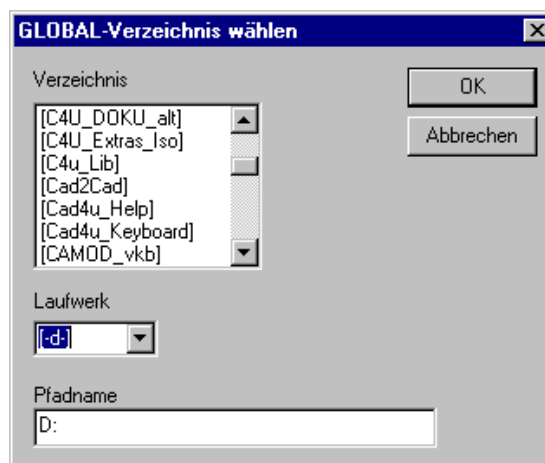 GLOBAL-Verzeichnis wählen
Verzeichnis
OK
[C4U_DOKU_alt]
[C4U_Extras_Iso]
Abbrechen
[C4u_Lib]
[Cad2Cad]
[Cad4u_Help]
[Cad4u_Keyboard]
[CAMOD_vkb]
Laufwerk
[-d-]
Pfadname
D: